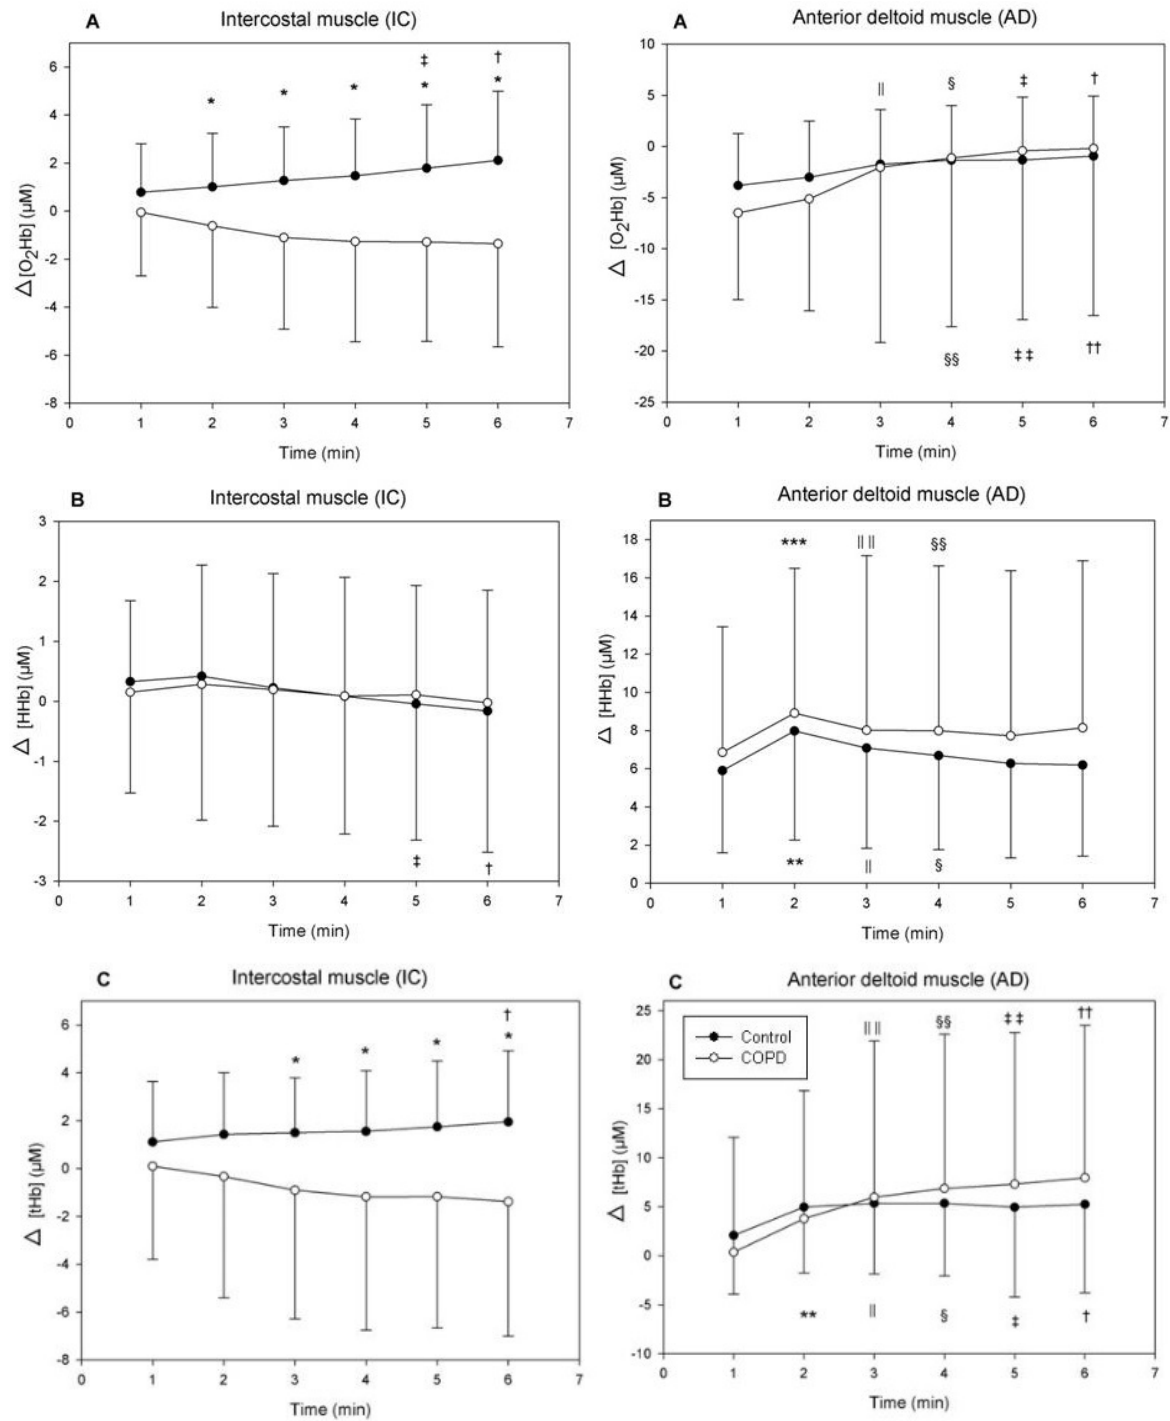 A Intercostal muscle (IC)
6
4
2
0
-2
-4
-6
-8
Δ [O2Hb] (µM)
* * * ‡ * † *
0 1 2 3 4 5 6 7
Time (min)
A Anterior deltoid muscle (AD)
10
5
0
-5
-10
-15
-20
-25
Δ [O2Hb] (µM)
|| § ‡ †
§§ ‡‡ ††
0 1 2 3 4 5 6 7
Time (min)
B Intercostal muscle (IC)
3
2
1
0
-1
-2
-3
Δ [HHb] (µM)
‡ †
0 1 2 3 4 5 6 7
Time (min)
B Anterior deltoid muscle (AD)
18
16
14
12
10
8
6
4
2
0
Δ [HHb] (µM)
*** || || §§
** || §
0 1 2 3 4 5 6 7
Time (min)
C Intercostal muscle (IC)
6
4
2
0
-2
-4
-6
-8
Δ [tHb] (µM)
* * * † *
0 1 2 3 4 5 6 7
Time (min)
C Anterior deltoid muscle (AD)
25
20
15
10
5
0
-5
-10
Δ [tHb] (µM)
Control
COPD
|| || §§ ‡‡ ††
** || § ‡ †
0 1 2 3 4 5 6 7
Time (min)